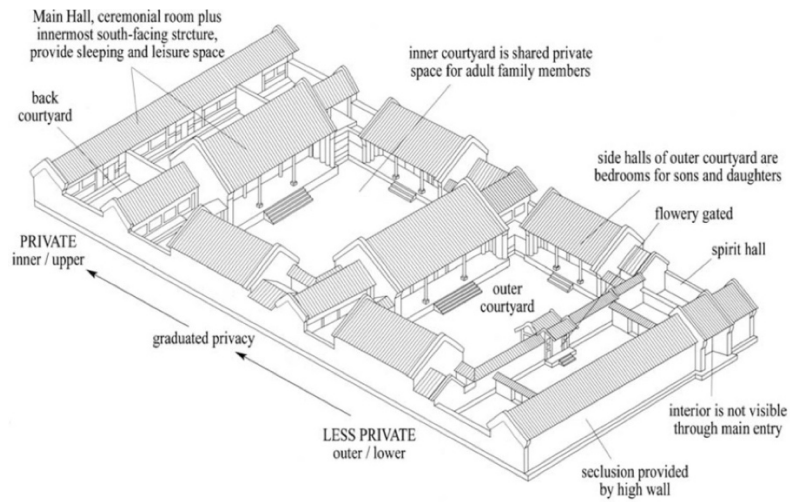 Main Hall, ceremonial room plus
innermost south-facing strcture,
provide sleeping and leisure space
back
courtyard
inner courtyard is shared private
space for adult family members
side halls of outer courtyard are
bedrooms for sons and daughters
flowery gated
spirit hall
PRIVATE
inner / upper
outer
courtyard
graduated privacy
LESS PRIVATE
outer / lower
interior is not visible
through main entry
seclusion provided
by high wall